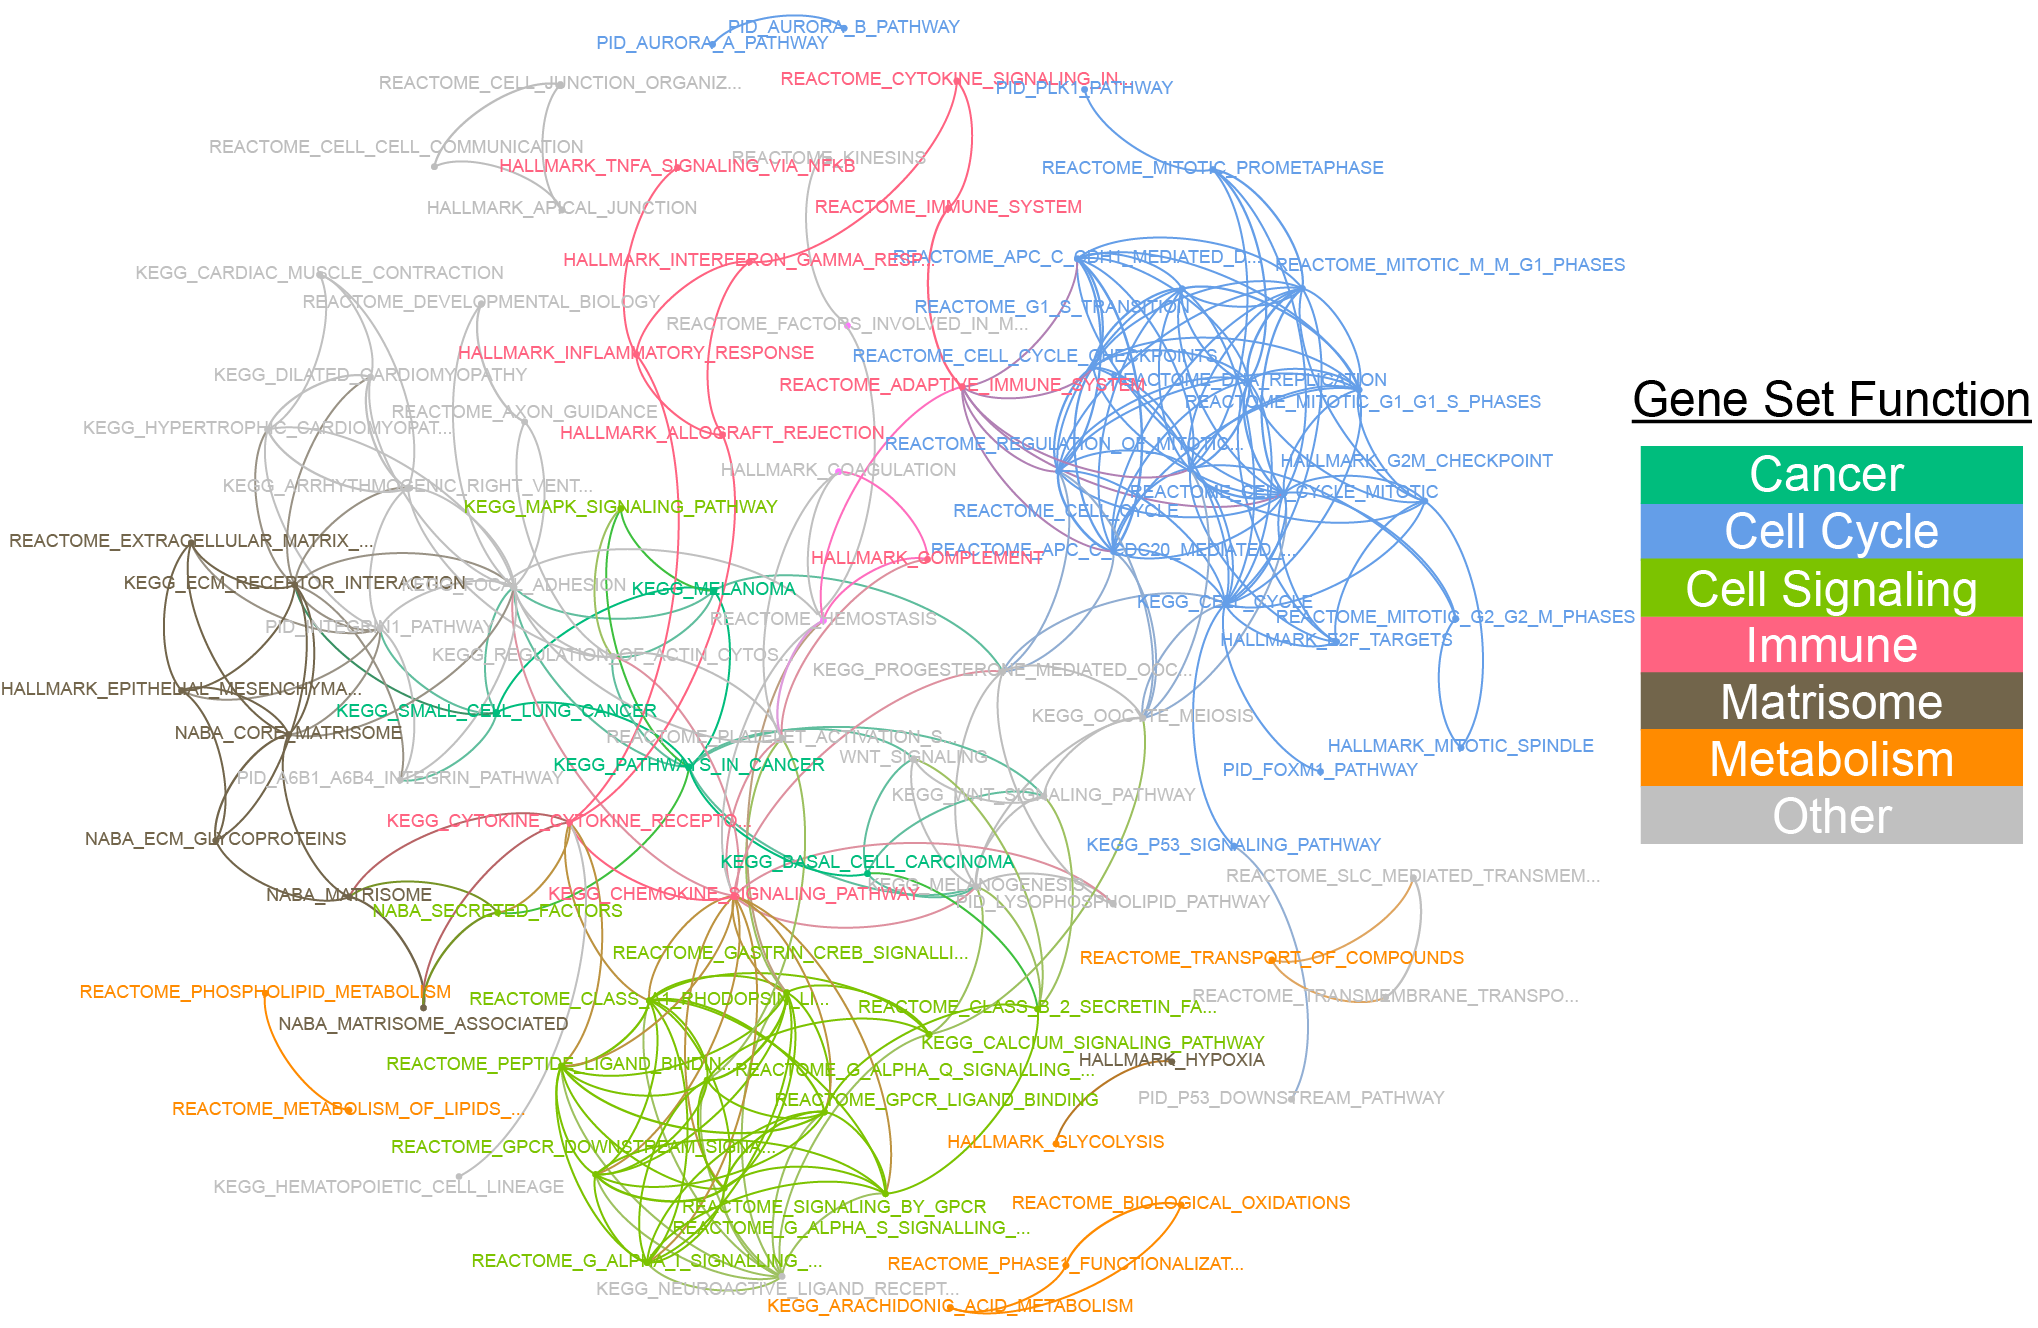 PID_AURORA_B_PATHWAY
PID_AURORA_A_PATHWAY
REACTOME_CELL_JUNCTION_ORGANIZ...
REACTOME_CYTOKINE_SIGNALING_IN...
PID_PLK1_PATHWAY
REACTOME_CELL_CELL_COMMUNICATION
REACTOME_KINESINS
HALLMARK_TNFA_SIGNALING_VIA_NFKB
REACTOME_MITOTIC_PROMETAPHASE
HALLMARK_APICAL_JUNCTION
REACTOME_IMMUNE_SYSTEM
HALLMARK_INTERFERON_GAMMA_RESP...
REACTOME_APC_C_CDH1_MEDIATED_D...
REACTOME_MITOTIC_M_M_G1_PHASES
KEGG_CARDIAC_MUSCLE_CONTRACTION
REACTOME_DEVELOPMENTAL_BIOLOGY
REACTOME_G1_S_TRANSITION
REACTOME_FACTORS_INVOLVED_IN_M...
HALLMARK_INFLAMMATORY_RESPONSE
REACTOME_CELL_CYCLE_CHECKPOINTS
KEGG_DILATED_CARDIOMYOPATHY
REACTOME_ADAPTIVE_IMMUNE_SYSTEM
REACTOME_DNA_REPLICATION
Gene Set Function
REACTOME_MITOTIC_G1_G1_S_PHASES
REACTOME_AXON_GUIDANCE
KEGG_HYPERTROPHIC_CARDIOMYOPAT...
HALLMARK_ALLOGRAFT_REJECTION
REACTOME_REGULATION_OF_MITOTIC...
HALLMARK_G2M_CHECKPOINT
HALLMARK_COAGULATION
Cancer
KEGG_ARRHYTHMOGENIC_RIGHT_VENT...
REACTOME_CELL_CYCLE_MITOTIC
KEGG_MAPK_SIGNALING_PATHWAY
REACTOME_CELL_CYCLE
Cell Cycle
REACTOME_EXTRACELLULAR_MATRIX_...
REACTOME_APC_C_CDC20_MEDIATED_...
HALLMARK_COMPLEMENT
KEGG_ECM_RECEPTOR_INTERACTION
KEGG_FOCAL_ADHESION
KEGG_MELANOMA
Cell Signaling
KEGG_CELL_CYCLE
REACTOME_MITOTIC_G2_G2_M_PHASES
REACTOME_HEMOSTASIS
PID_INTEGRIN1_PATHWAY
HALLMARK_E2F_TARGETS
Immune
KEGG_REGULATION_OF_ACTIN_CYTOS...
KEGG_PROGESTERONE_MEDIATED_OOC...
HALLMARK_EPITHELIAL_MESENCHYMA...
KEGG_SMALL_CELL_LUNG_CANCER
KEGG_OOCYTE_MEIOSIS
Matrisome
NABA_CORE_MATRISOME
REACTOME_PLATELET_ACTIVATION_S...
HALLMARK_MITOTIC_SPINDLE
WNT_SIGNALING
KEGG_PATHWAYS_IN_CANCER
PID_FOXM1_PATHWAY
Metabolism
PID_A6B1_A6B4_INTEGRIN_PATHWAY
KEGG_WNT_SIGNALING_PATHWAY
KEGG_CYTOKINE_CYTOKINE_RECEPTO...
Other
NABA_ECM_GLYCOPROTEINS
KEGG_P53_SIGNALING_PATHWAY
KEGG_BASAL_CELL_CARCINOMA
REACTOME_SLC_MEDIATED_TRANSMEM...
KEGG_MELANOGENESIS
NABA_MATRISOME
KEGG_CHEMOKINE_SIGNALING_PATHWAY
PID_LYSOPHOSPHOLIPID_PATHWAY
NABA_SECRETED_FACTORS
REACTOME_GASTRIN_CREB_SIGNALLI...
REACTOME_TRANSPORT_OF_COMPOUNDS
REACTOME_PHOSPHOLIPID_METABOLISM
REACTOME_CLASS_A1_RHODOPSIN_LI...
REACTOME_TRANSMEMBRANE_TRANSPO...
REACTOME_CLASS_B_2_SECRETIN_FA...
NABA_MATRISOME_ASSOCIATED
KEGG_CALCIUM_SIGNALING_PATHWAY
HALLMARK_HYPOXIA
REACTOME_PEPTIDE_LIGAND_BINDIN...
REACTOME_G_ALPHA_Q_SIGNALLING_...
PID_P53_DOWNSTREAM_PATHWAY
REACTOME_GPCR_LIGAND_BINDING
REACTOME_METABOLISM_OF_LIPIDS_...
HALLMARK_GLYCOLYSIS
REACTOME_GPCR_DOWNSTREAM_SIGNA...
KEGG_HEMATOPOIETIC_CELL_LINEAGE
REACTOME_BIOLOGICAL_OXIDATIONS
REACTOME_SIGNALING_BY_GPCR
REACTOME_G_ALPHA_S_SIGNALLING_...
REACTOME_G_ALPHA_I_SIGNALLING_...
REACTOME_PHASE1_FUNCTIONALIZAT...
KEGG_NEUROACTIVE_LIGAND_RECEPT...
KEGG_ARACHIDONIC_ACID_METABOLISM